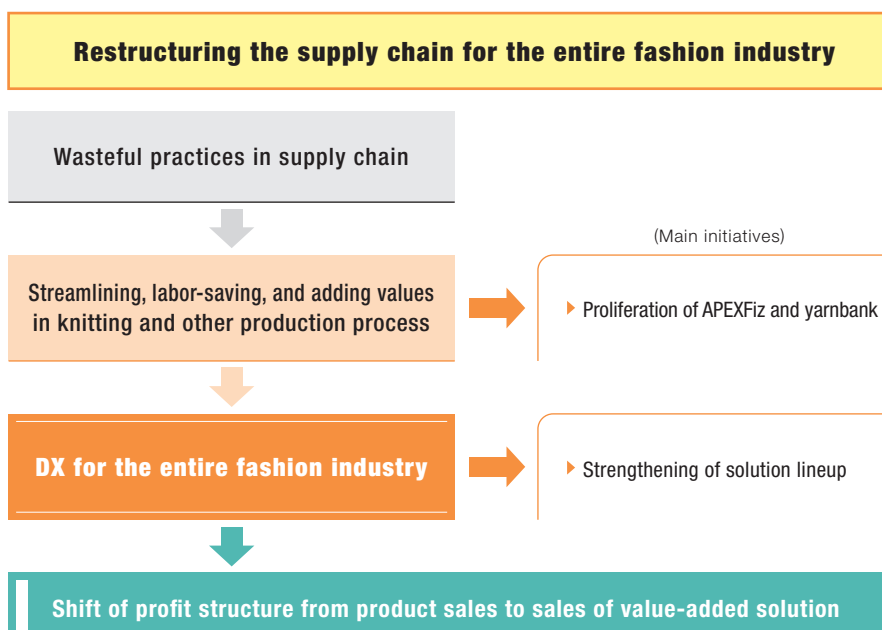 Restructuring the supply chain for the entire fashion industry
Wasteful practices in supply chain
(Main initiatives)
Streamlining, labor-saving, and adding values
in knitting and other production process
Proliferation of APEXFiz and yarnbank
DX for the entire fashion industry
Strengthening of solution lineup
Shift of profit structure from product sales to sales of value-added solution